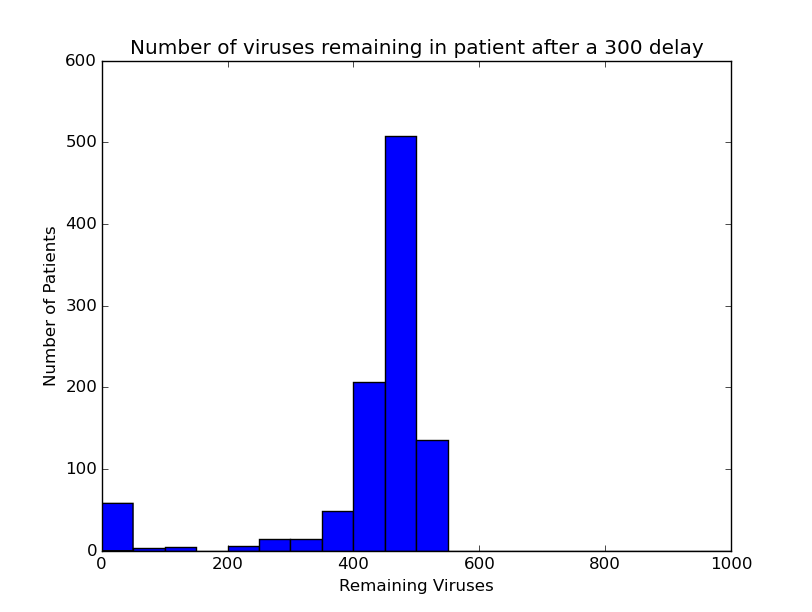 Number of viruses remaining in patient after a 300 delay
600
500
400
300
200
100
0
Number of Patients
0 200 400 600 800 1000
Remaining Viruses